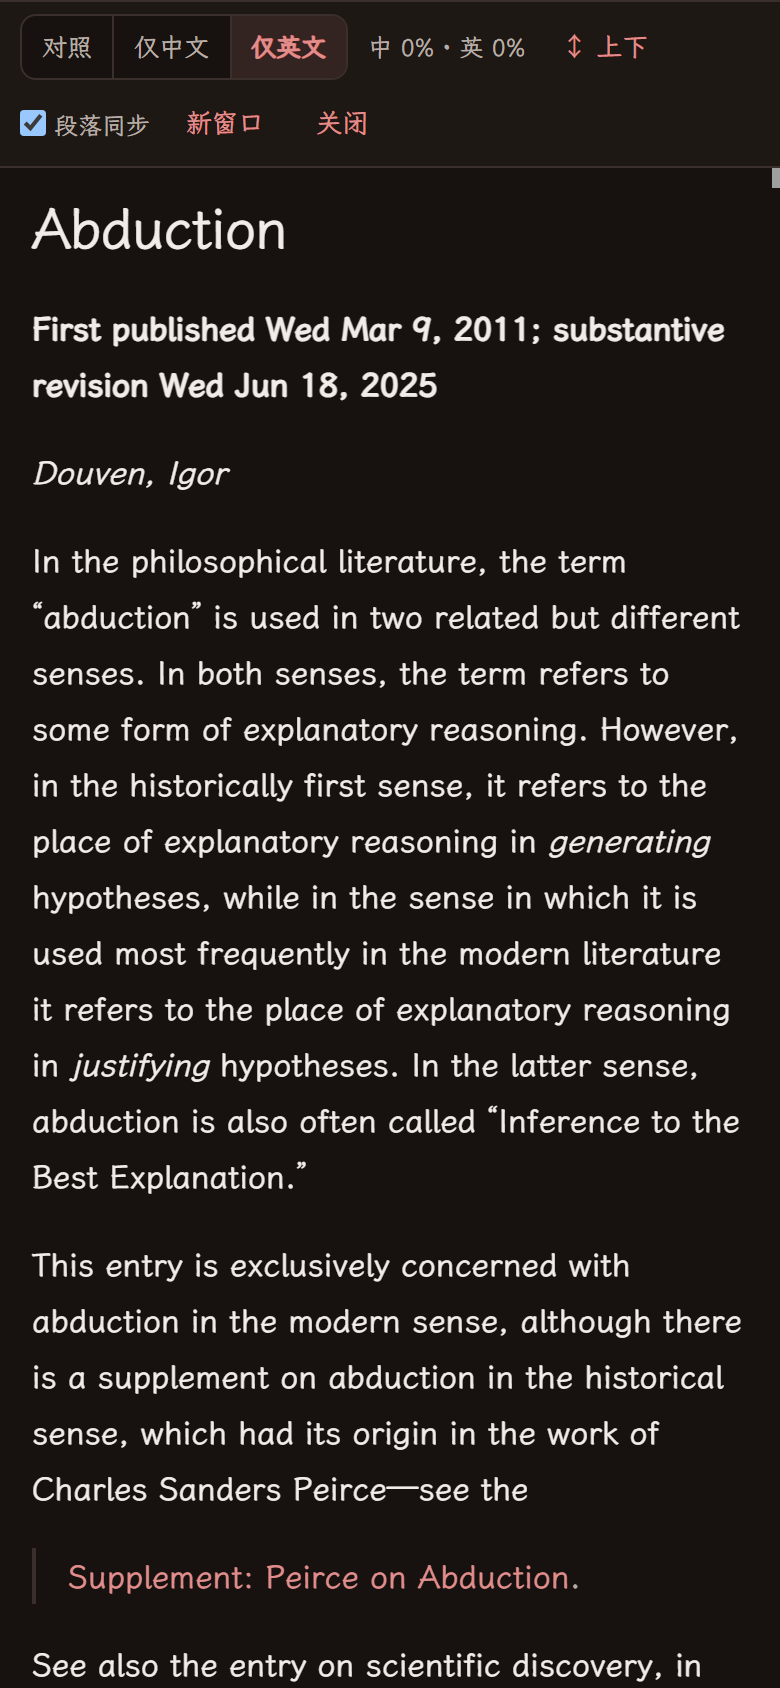 对照 仅中文 仅英文 中 0% · 英 0% ↕ 上下
段落同步 新窗口 关闭
Abduction
First published Wed Mar 9, 2011; substantive
revision Wed Jun 18, 2025
Douven, Igor
In the philosophical literature, the term
“abduction” is used in two related but different
senses. In both senses, the term refers to
some form of explanatory reasoning. However,
in the historically first sense, it refers to the
place of explanatory reasoning in generating
hypotheses, while in the sense in which it is
used most frequently in the modern literature
it refers to the place of explanatory reasoning
in justifying hypotheses. In the latter sense,
abduction is also often called “Inference to the
Best Explanation.”
This entry is exclusively concerned with
abduction in the modern sense, although there
is a supplement on abduction in the historical
sense, which had its origin in the work of
Charles Sanders Peirce—see the
Supplement: Peirce on Abduction.
See also the entry on scientific discovery, in